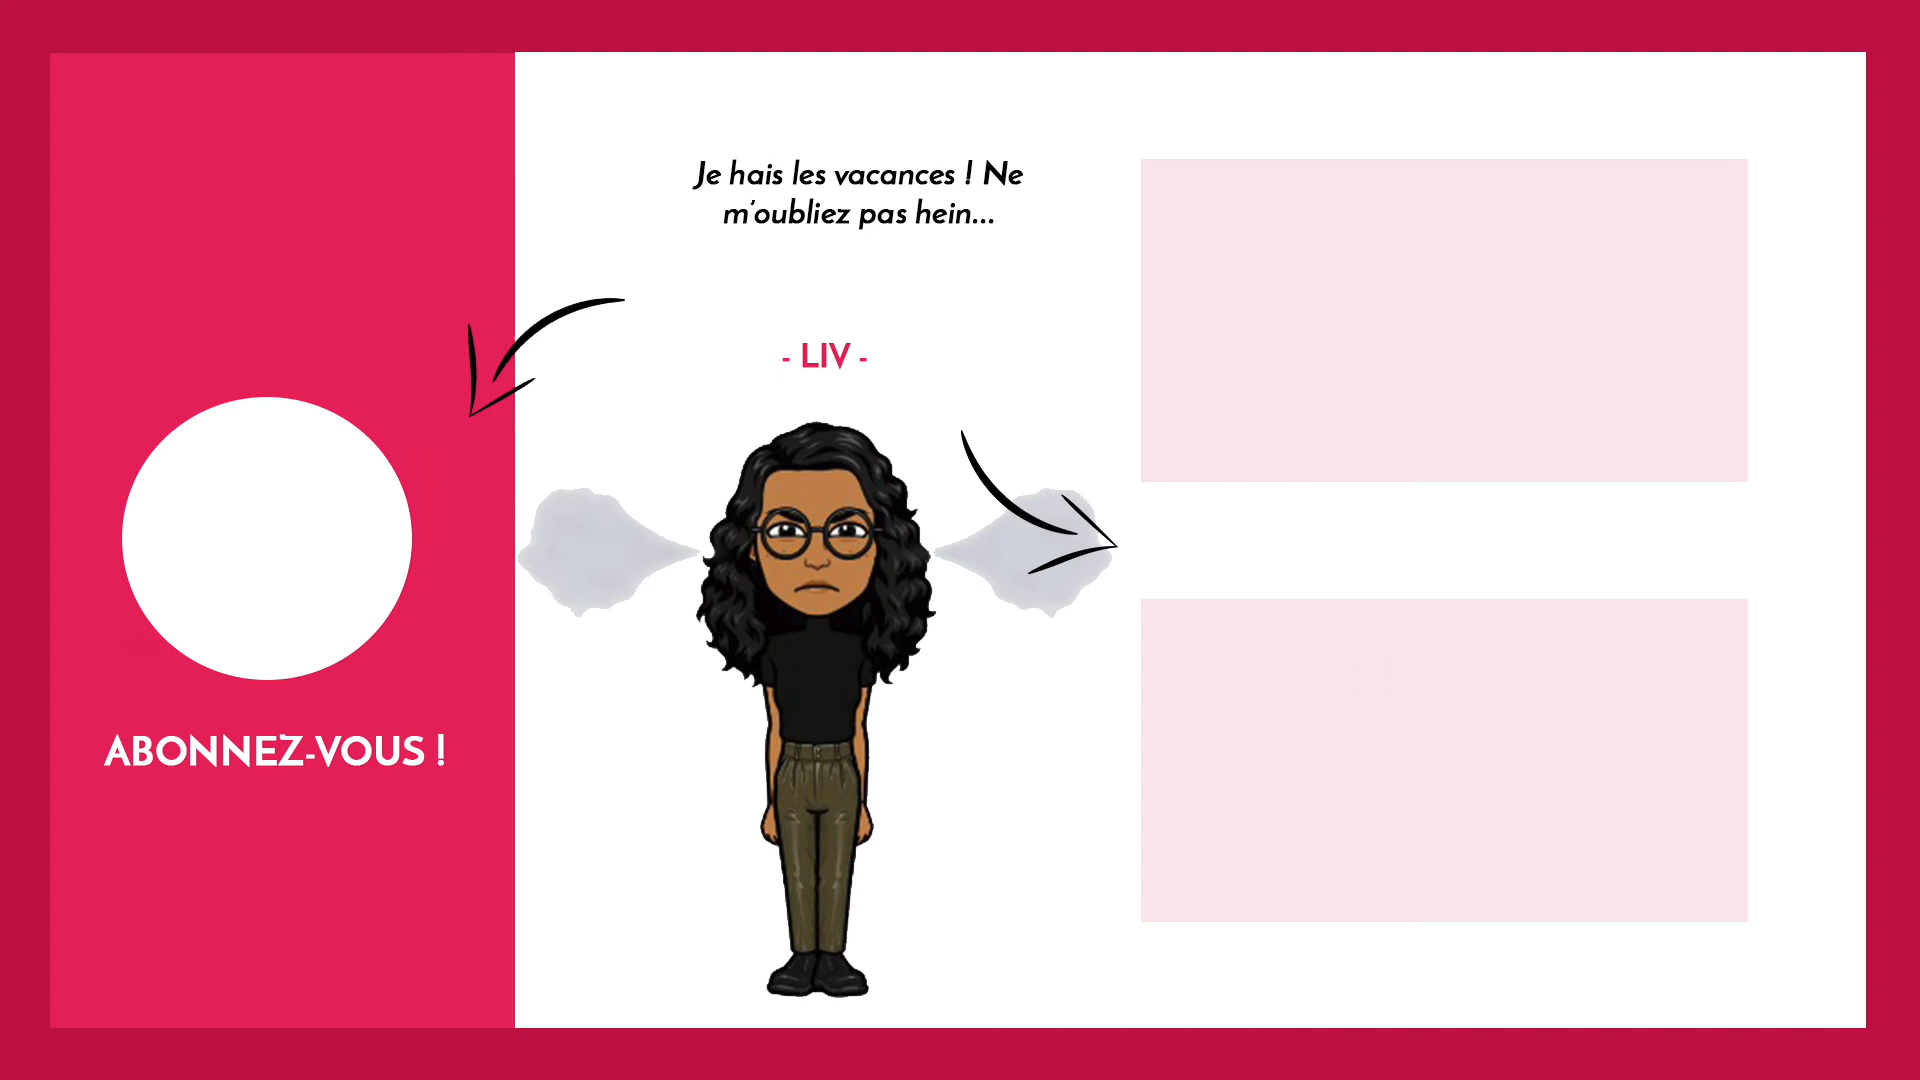 Je hais les vacances ! Ne
m'oubliez pas hein...
- LIV -
ABONNEZ-VOUS !